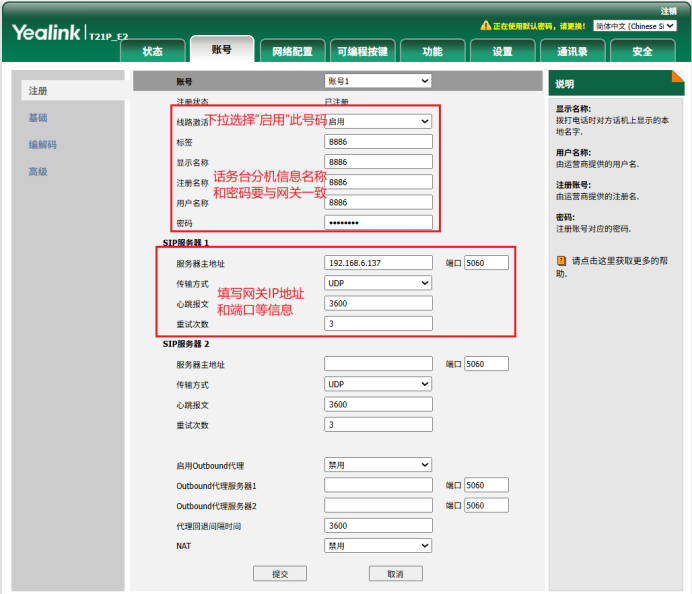 注销
Yealink T21P_E2
正在使用默认密码，请更换! 简体中文 (Chinese Si
状态 账号 网络配置 可编程按键 功能 设置 通讯录 安全
注册
基础
编解码
高级
账号 账号1
注册状态 已注册
线路激活 启用
下拉选择"启用"此号码
标签 8886
显示名称 8886
注册名称 8886
用户名称 8886
密码 ••••••••
话务台分机信息名称
和密码要与网关一致
SIP服务器 1
服务器主地址 192.168.6.137 端口 5060
传输方式 UDP
心跳报文 3600
重试次数 3
填写网关IP地址
和端口等信息
SIP服务器 2
服务器主地址 端口 5060
传输方式 UDP
心跳报文 3600
重试次数 3
启用Outbound代理 禁用
Outbound代理服务器1 端口 5060
Outbound代理服务器2 端口 5060
代理回退间隔时间 3600
NAT 禁用
提交 取消
说明
显示名称:
拨打电话时对方话机上显示的本
地名字.
用户名称:
由运营商提供的用户名.
注册账号:
由运营商提供的注册名.
密码:
注册账号对应的密码.
请点击这里获取更多的帮
助.